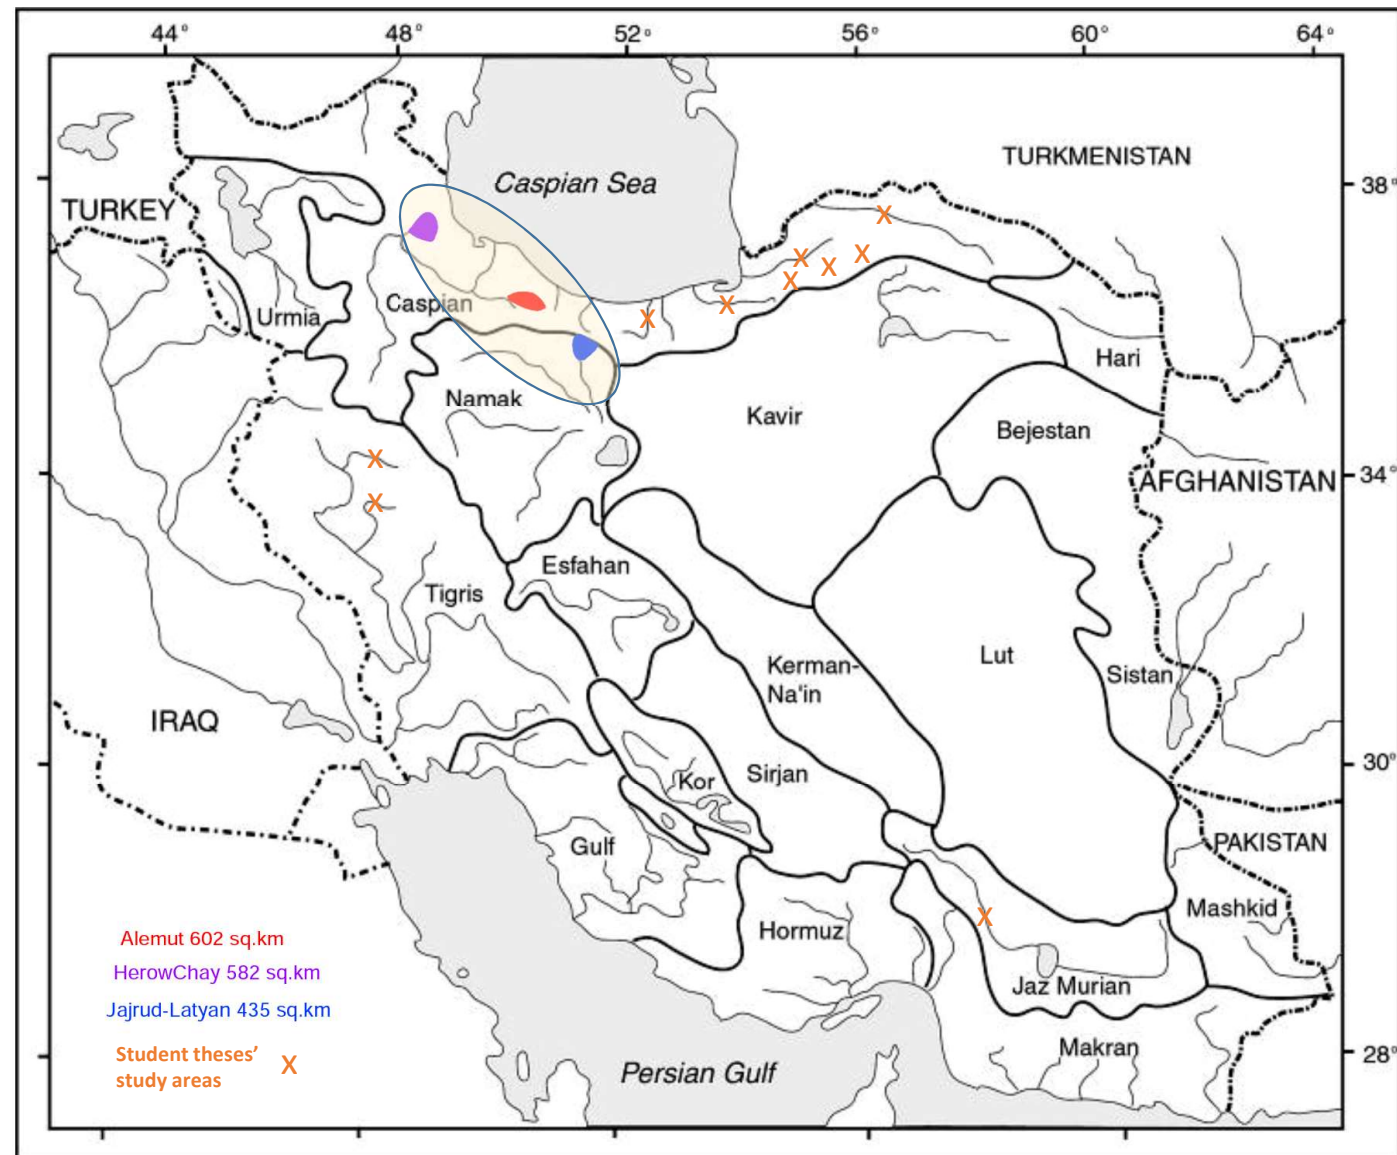 44° 48° 52° 56° 60° 64°
Caspian Sea
TURKMENISTAN
38°
TURKEY
Caspian
Urmia
Hari
Namak
Kavir
Bejestan
34°
AFGHANISTAN
Esfahan
Tigris
Lut
Kerman-
Na'in
Sistan
IRAQ
30°
Kor
Sirjan
Gulf
PAKISTAN
Mashkid
Hormuz
Jaz Murian
Makran
28°
Persian Gulf
Alemut 602 sq.km
HerowChay 582 sq.km
Jajrud-Latyan 435 sq.km
Student theses’
study areas X